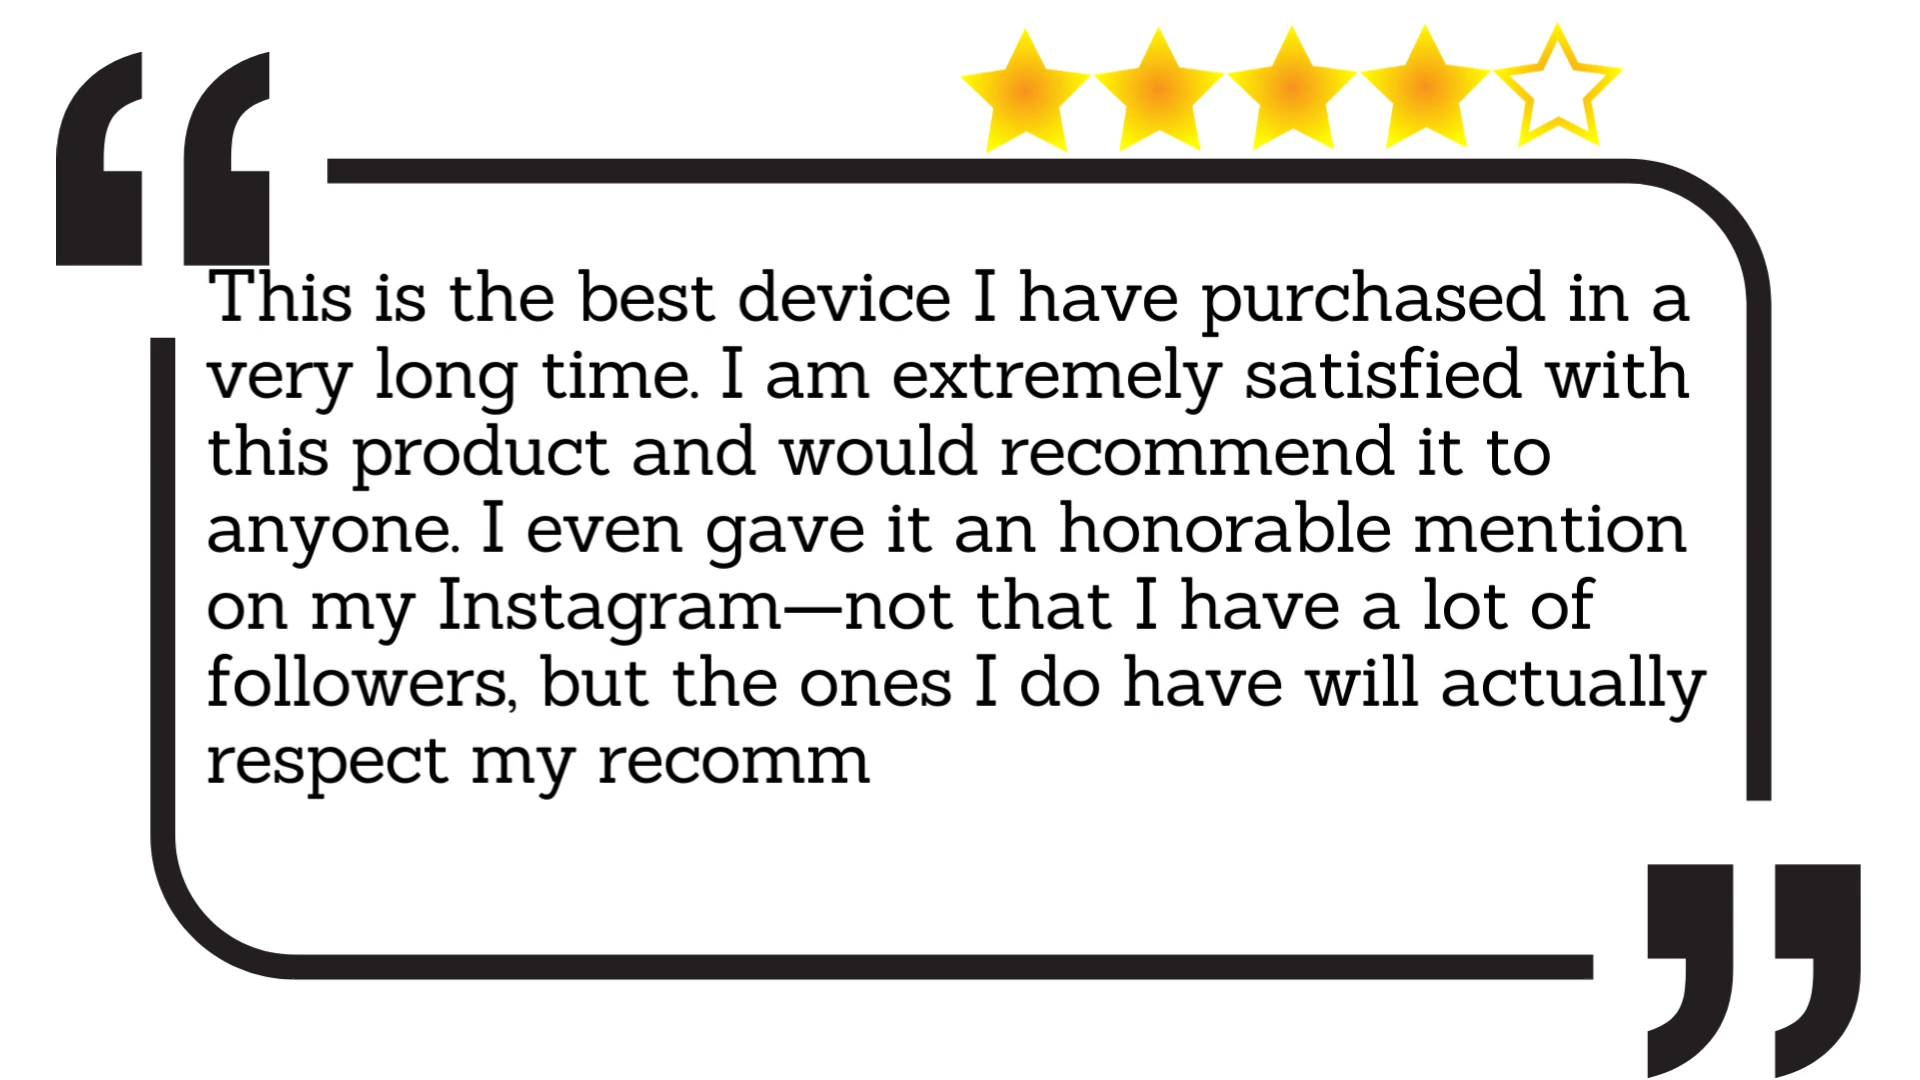 This is the best device I have purchased in a
very long time. I am extremely satisfied with
this product and would recommend it to
anyone. I even gave it an honorable mention
on my Instagram—not that I have a lot of
followers, but the ones I do have will actually
respect my recomm